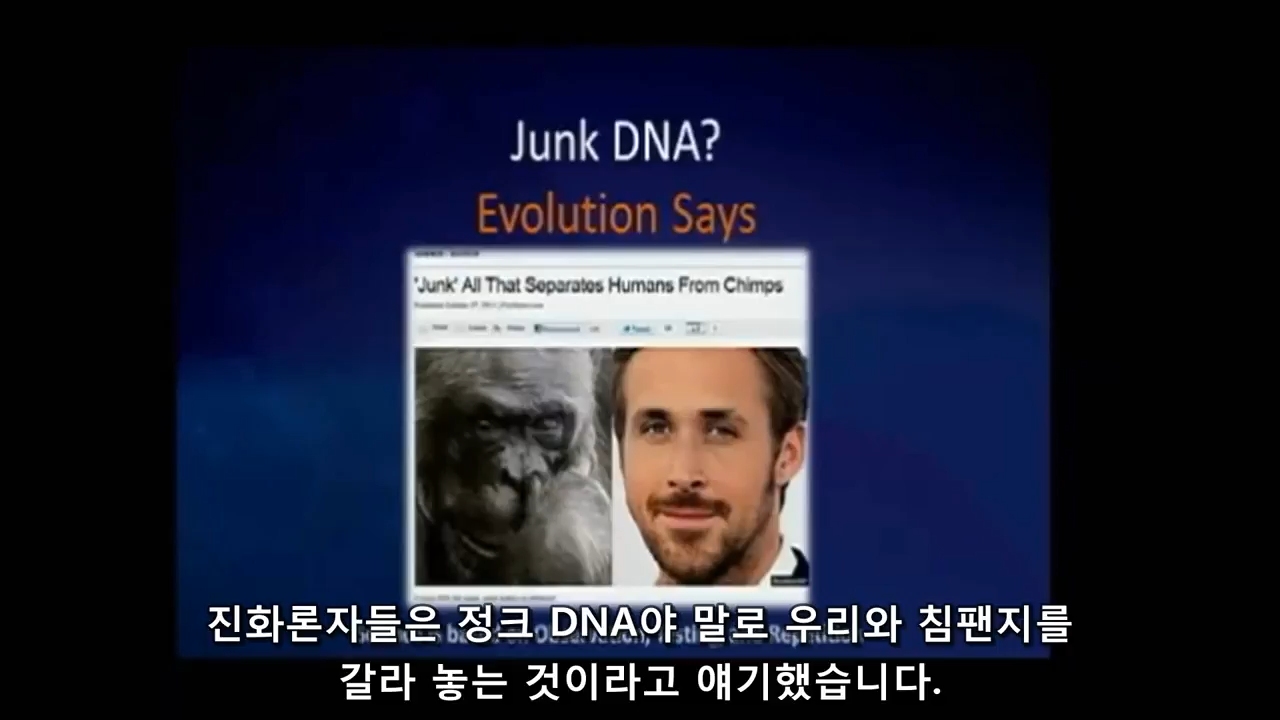 Junk DNA?
Evolution Says
'Junk' All That Separates Humans From Chimps
진화론자들은 정크 DNA야 말로 우리와 침팬지를
갈라 놓는 것이라고 얘기했습니다.